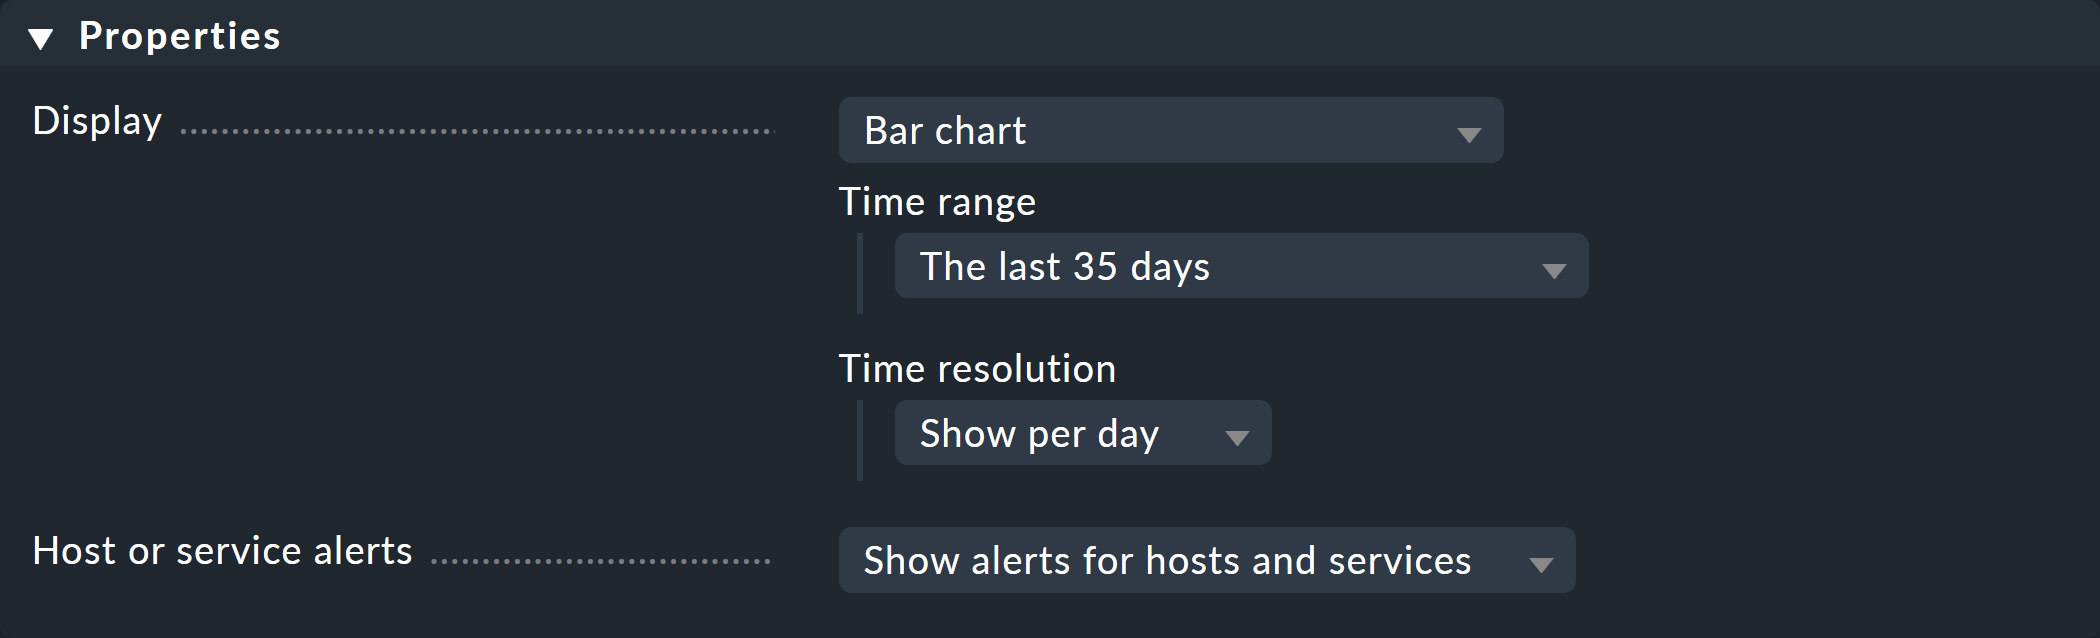 Properties
Display
Bar chart
Time range
The last 35 days
Time resolution
Show per day
Host or service alerts
Show alerts for hosts and services